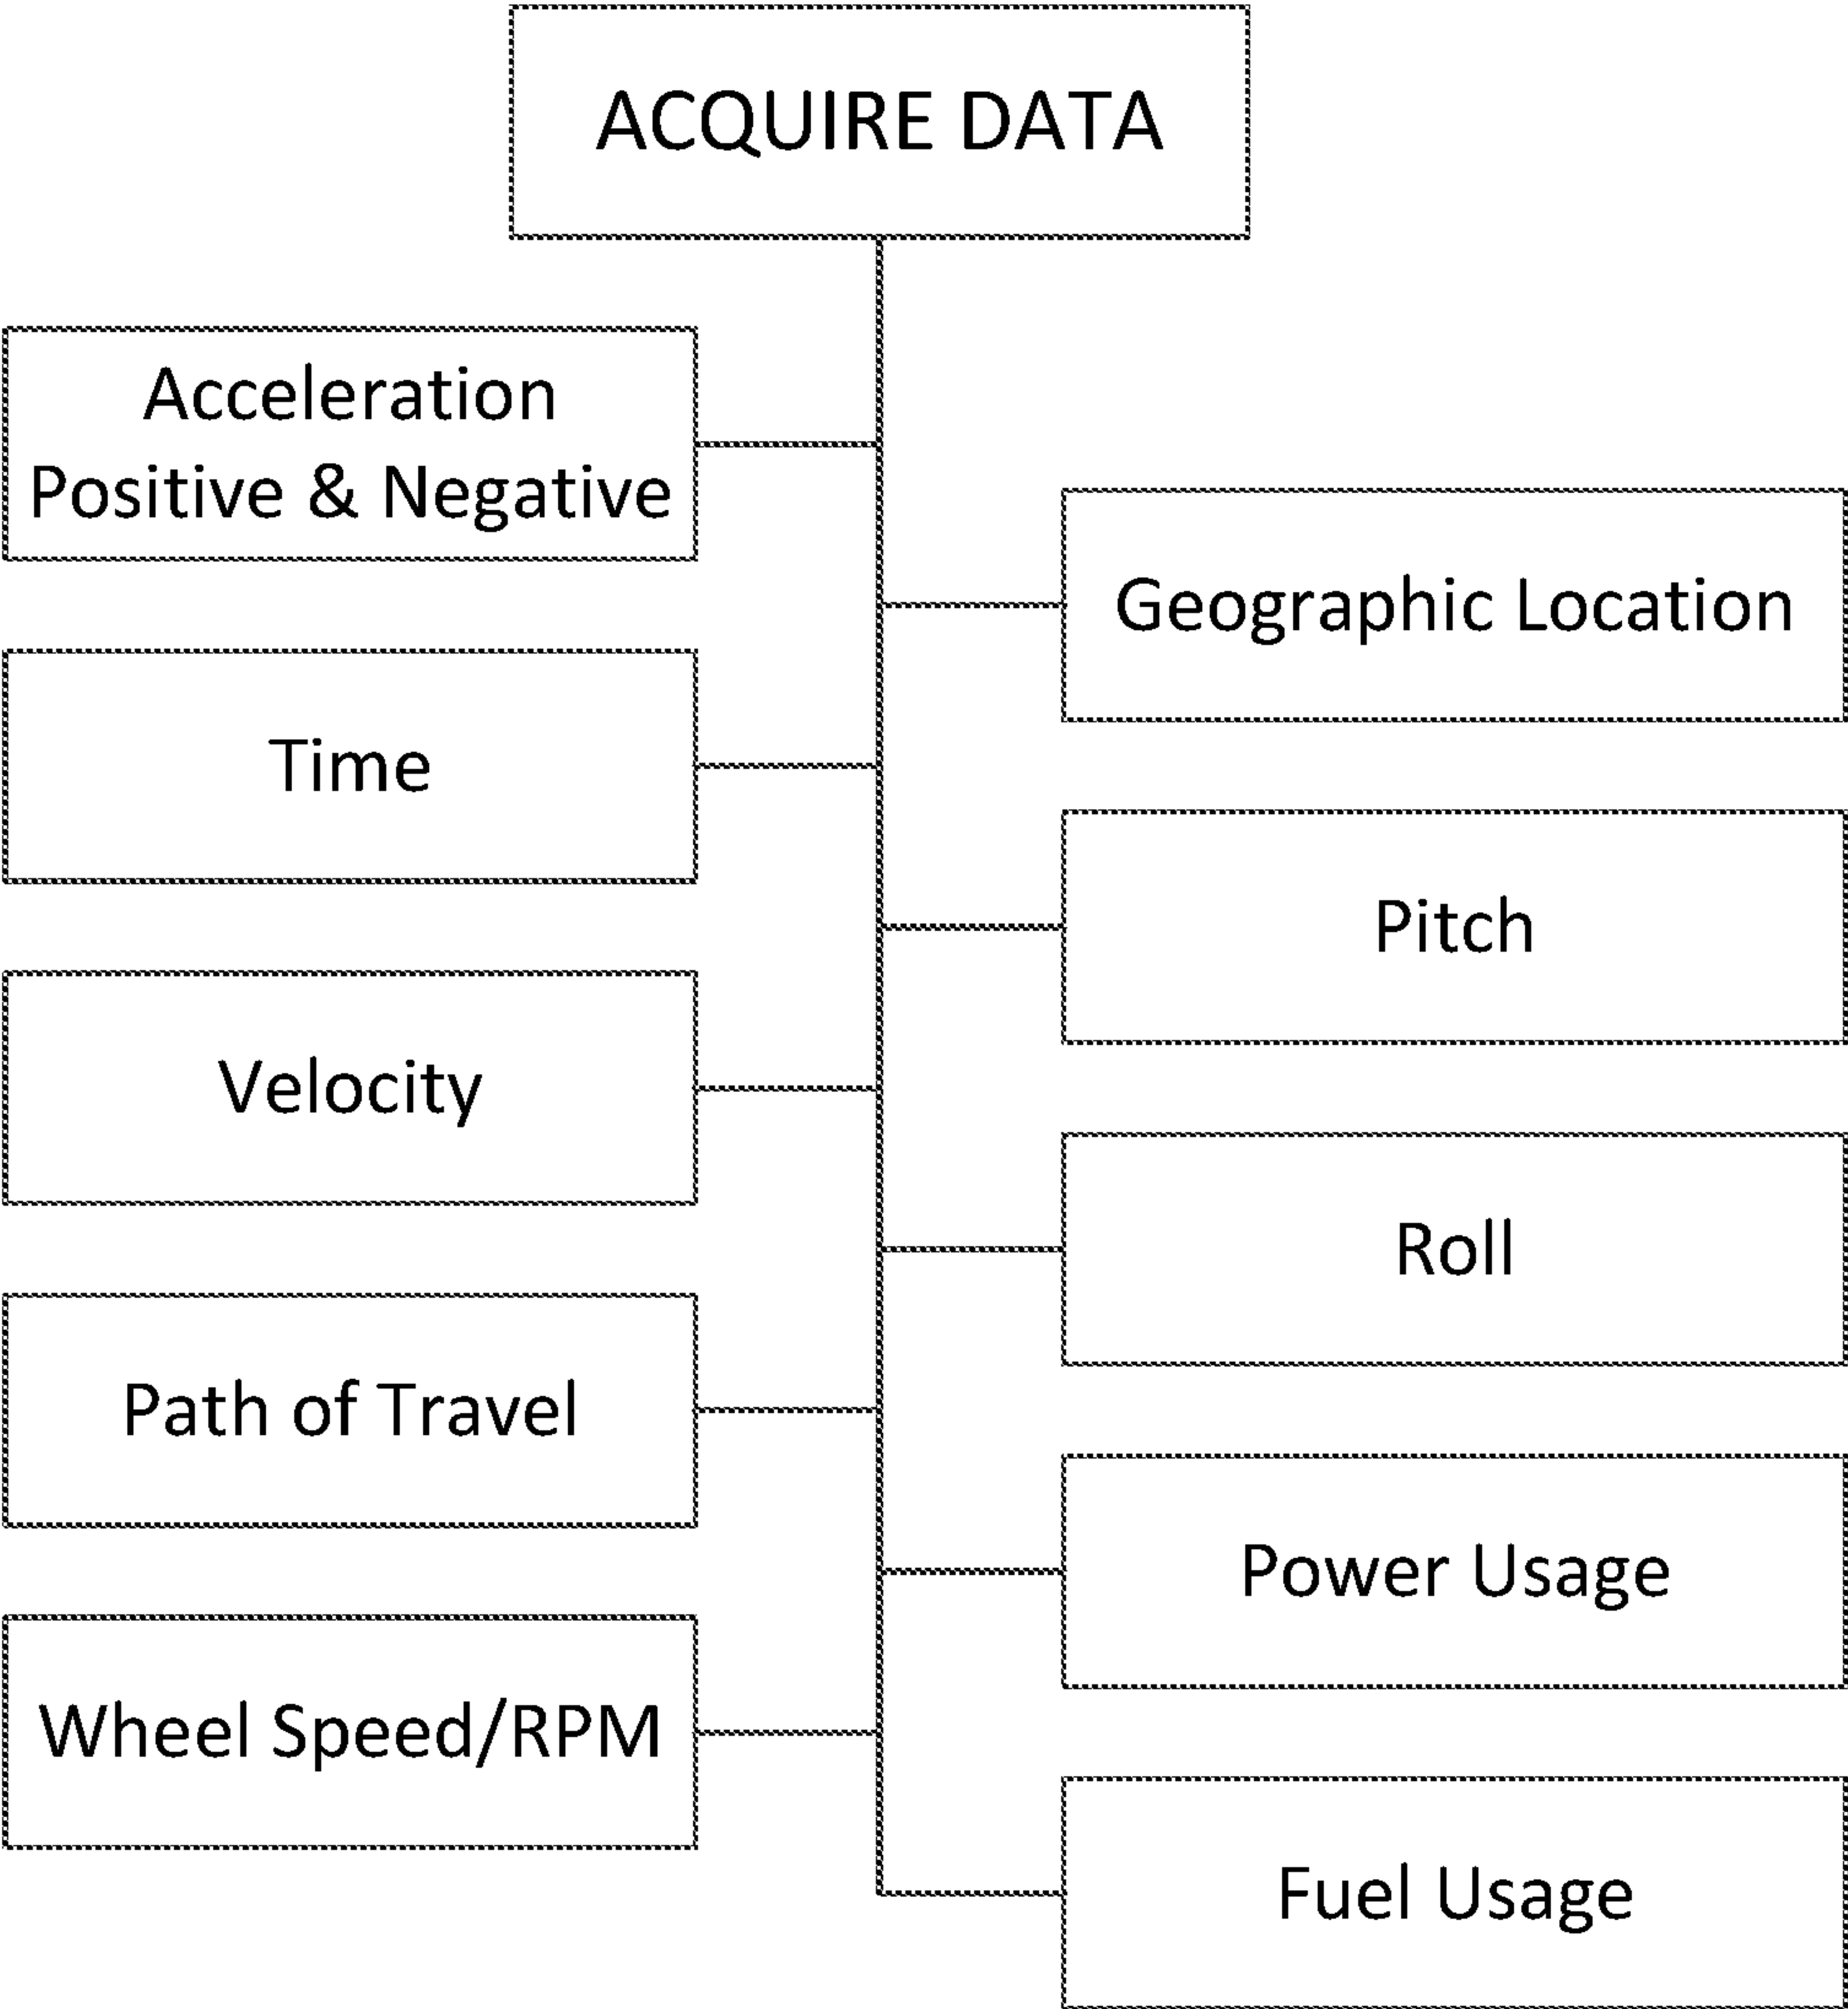 ACQUIRE DATA
Acceleration
Positive & Negative
Geographic Location
Time
Pitch
Velocity
Roll
Path of Travel
Power Usage
Wheel Speed/RPM
Fuel Usage